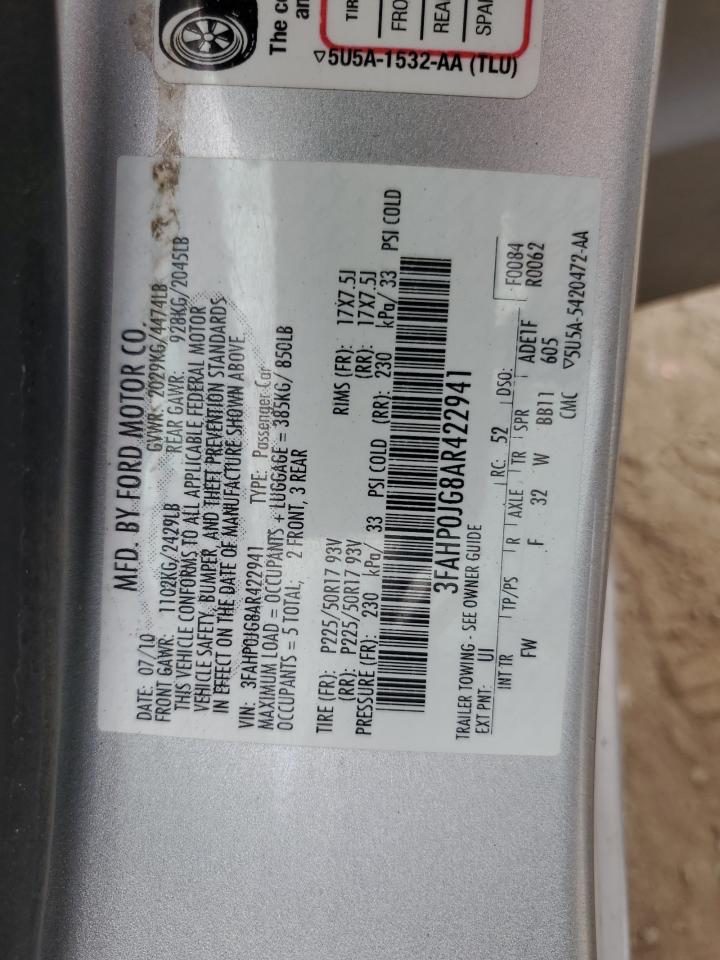 The co
an
TIR
FRO
REA
SPA
▽5U5A-1532-AA (TLU)
MFD. BY FORD MOTOR CO.
DATE: 07/10 GVWR: 2029KG/4474LB
FRONT GAWR: 1102KG/2429LB REAR GAWR: 928KG/2045LB
THIS VEHICLE CONFORMS TO ALL APPLICABLE FEDERAL MOTOR
VEHICLE SAFETY, BUMPER, AND THEFT PREVENTION STANDARDS
IN EFFECT ON THE DATE OF MANUFACTURE SHOWN ABOVE.
VIN: 3FAHP0JG8AR422941 TYPE: Passenger Car
MAXIMUM LOAD = OCCUPANTS + LUGGAGE = 385KG/ 850LB
OCCUPANTS = 5 TOTAL; 2 FRONT, 3 REAR
TIRE (FR): P225/50R17 93V RIMS (FR): 17X7.5J
(RR): P225/50R17 93V (RR): 17X7.5J
PRESSURE (FR): 230 kPa/ 33 PSI COLD (RR): 230 kPa/ 33 PSI COLD
3FAHP0JG8AR422941
TRAILER TOWING - SEE OWNER GUIDE
EXT PNT: UI RC: 52 DSO: F0084
R0062
INT TR TP/PS R AXLE TR SPR ADE1F
FW F 32 W BB11 605
CMC ▽5U5A-5420472-AA